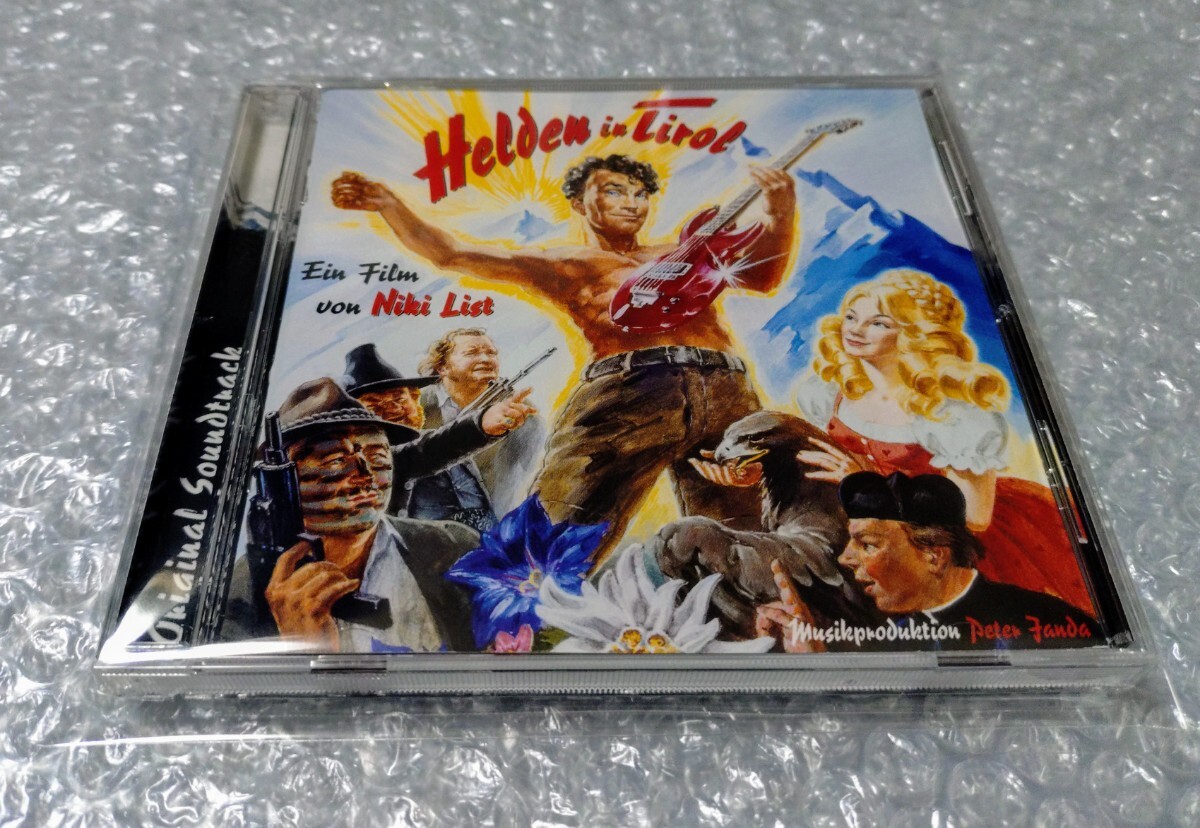 Helden in Tirol
Ein Film
von Niki List
Original Soundtrack
Musikproduktion Peter Janda